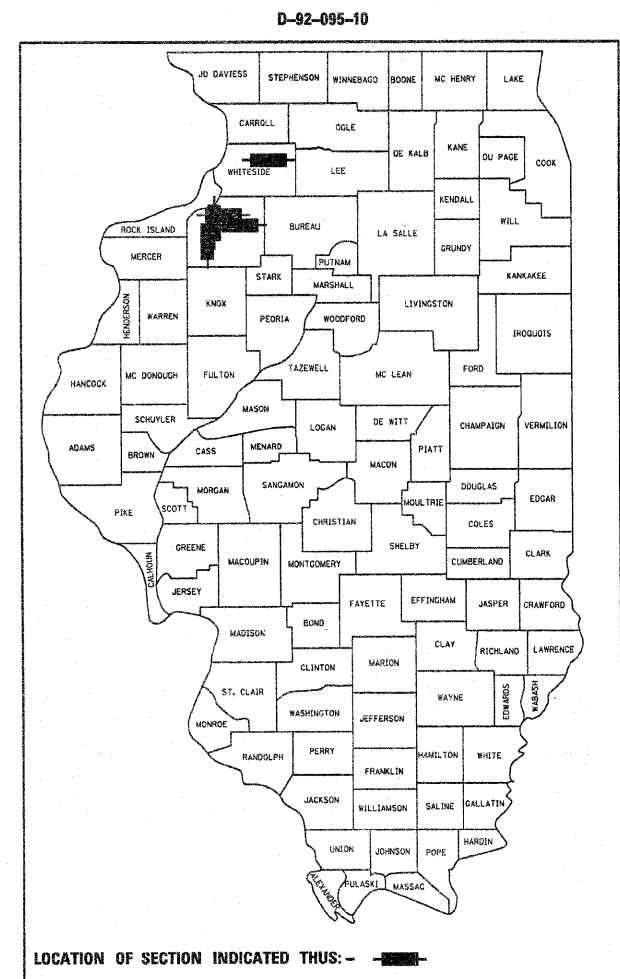 D-92-095-10
JO DAVIESS
STEPHENSON
WINNEBAGO
BOONE
MC HENRY
LAKE
CARROLL
OGLE
DE KALB
KANE
DU PAGE
COOK
WHITESIDE
LEE
KENDALL
WILL
ROCK ISLAND
BUREAU
LA SALLE
GRUNDY
MERCER
PUTNAM
KANKAKEE
STARK
MARSHALL
HENDERSON
WARREN
KNOX
PEORIA
WOODFORD
LIVINGSTON
IROQUOIS
HANCOCK
MC DONOUGH
FULTON
TAZEWELL
MC LEAN
FORD
MASON
SCHUYLER
LOGAN
DE WITT
CHAMPAIGN
VERMILION
ADAMS
BROWN
CASS
MENARD
PIATT
MACON
PIKE
SCOTT
MORGAN
SANGAMON
MOULTRIE
DOUGLAS
EDGAR
CHRISTIAN
COLES
CALHOUN
GREENE
MACOUPIN
MONTGOMERY
SHELBY
CUMBERLAND
CLARK
JERSEY
FAYETTE
EFFINGHAM
JASPER
CRAWFORD
MADISON
BOND
CLAY
RICHLAND
LAWRENCE
CLINTON
MARION
ST. CLAIR
WAYNE
EDWARDS
WABASH
MONROE
WASHINGTON
JEFFERSON
RANDOLPH
PERRY
HAMILTON
WHITE
FRANKLIN
JACKSON
WILLIAMSON
SALINE
GALLATIN
UNION
JOHNSON
POPE
HARDIN
ALEXANDER
PULASKI
MASSAC
LOCATION OF SECTION INDICATED THUS:-